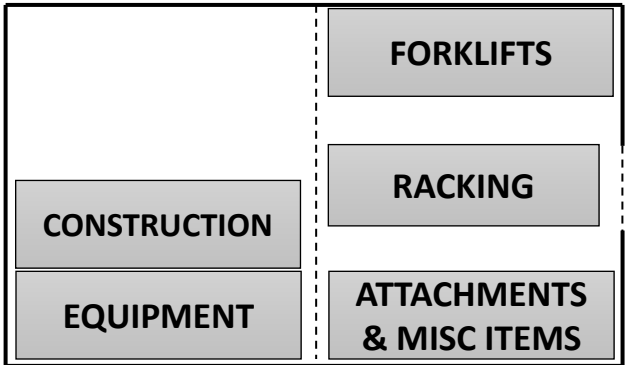 FORKLIFTS
RACKING
CONSTRUCTION
EQUIPMENT
ATTACHMENTS
& MISC ITEMS